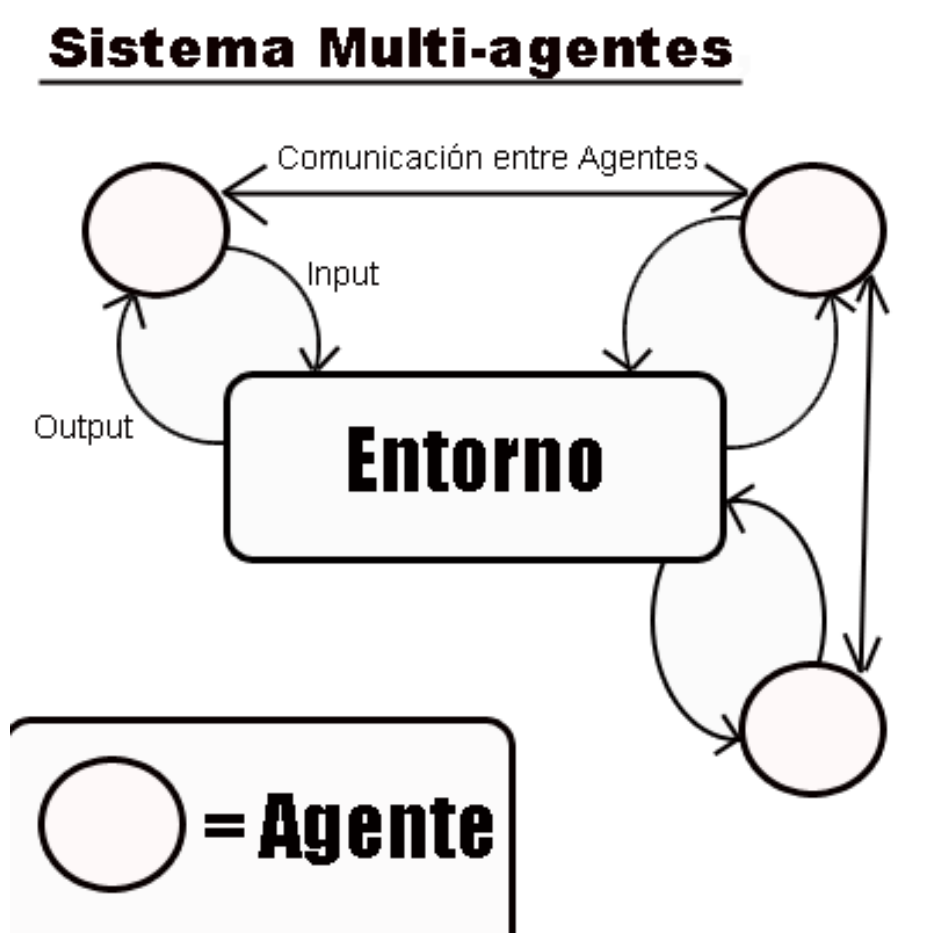 Sistema Multi-agentes
Comunicación entre Agentes
Input
Output
Entorno
= Agente